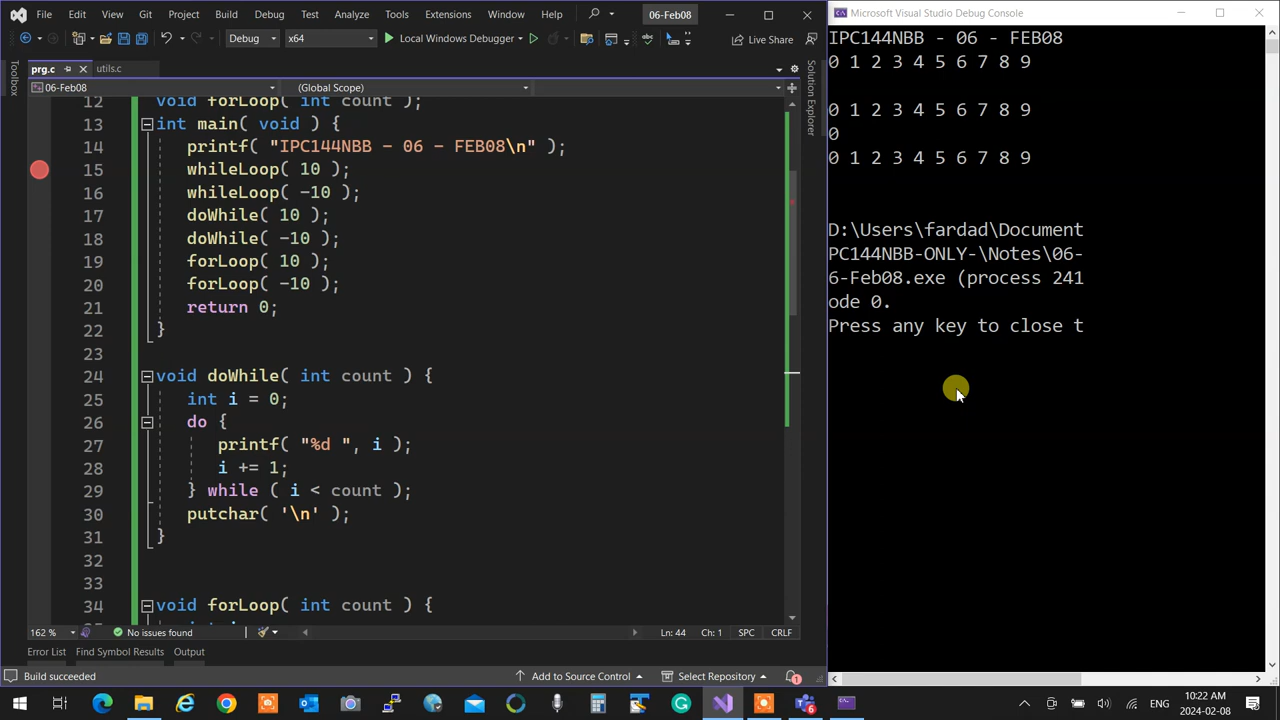 File Edit View Git Project Build Debug Test Analyze Tools Extensions Window Help 06-Feb08
Debug x64 Local Windows Debugger Live Share
prg.c utils.c
06-Feb08 (Global Scope)
12 void forLoop( int count );
13 int main( void ) {
14 printf( "IPC144NBB - 06 - FEB08\n" );
15 whileLoop( 10 );
16 whileLoop( -10 );
17 doWhile( 10 );
18 doWhile( -10 );
19 forLoop( 10 );
20 forLoop( -10 );
21 return 0;
22 }
23
24 void doWhile( int count ) {
25 int i = 0;
26 do {
27 printf( "%d ", i );
28 i += 1;
29 } while ( i < count );
30 putchar( '\n' );
31 }
32
33
34 void forLoop( int count ) {
162 % No issues found Ln: 44 Ch: 1 SPC CRLF
Error List Find Symbol Results Output
Build succeeded Add to Source Control Select Repository 1
Toolbox
Solution Explorer
Microsoft Visual Studio Debug Console
IPC144NBB - 06 - FEB08
0 1 2 3 4 5 6 7 8 9
0 1 2 3 4 5 6 7 8 9
0
0 1 2 3 4 5 6 7 8 9
D:\Users\fardad\Document
PC144NBB-ONLY-\Notes\06-
6-Feb08.exe (process 241
ode 0.
Press any key to close t
ENG 10:22 AM
2024-02-08